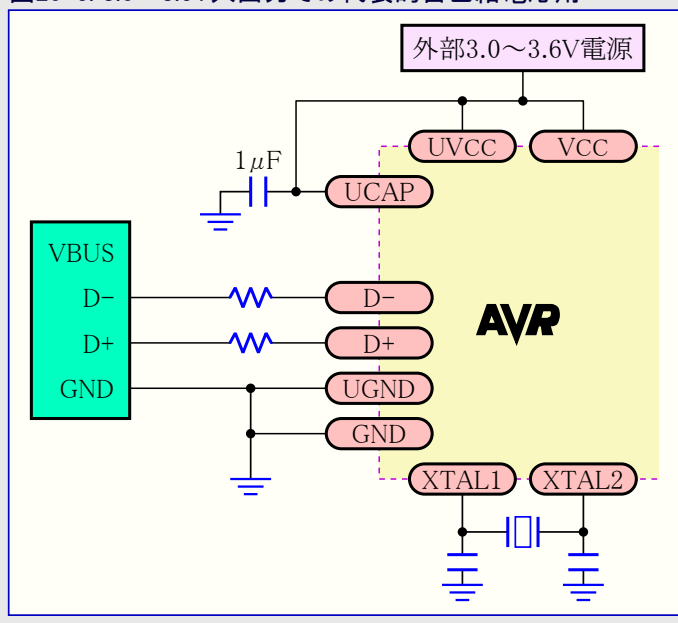 外部3.0～3.6V電源
UVCC
VCC
1μF
UCAP
VBUS
D−
D−
D+
D+
GND
UGND
GND
AVR
XTAL1
XTAL2